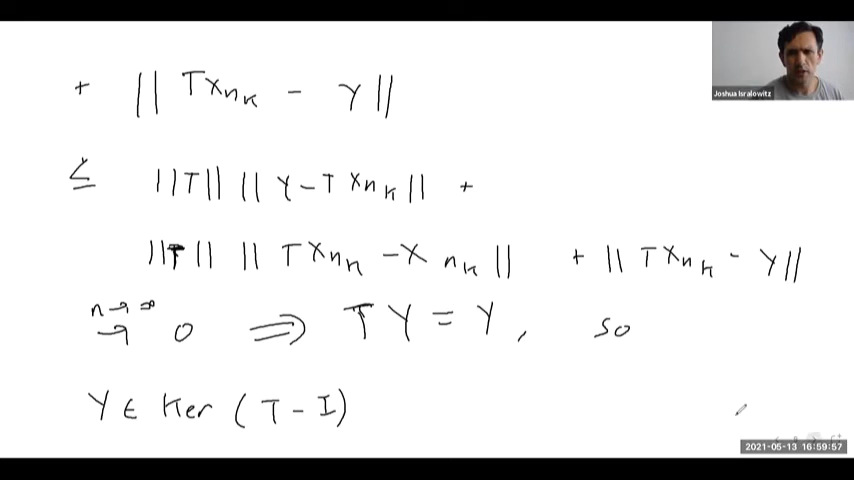 + || Txₙₖ - y ||
Joshua Isralowitz
≤ ||T|| || y - Txₙₖ || +
||T|| || Txₙₖ - xₙₖ || + || Txₙₖ - y ||
n→∞
→ 0 ⟹ Ty = y, so
y ∈ Ker (T - I)
2021-05-13 16:59:57